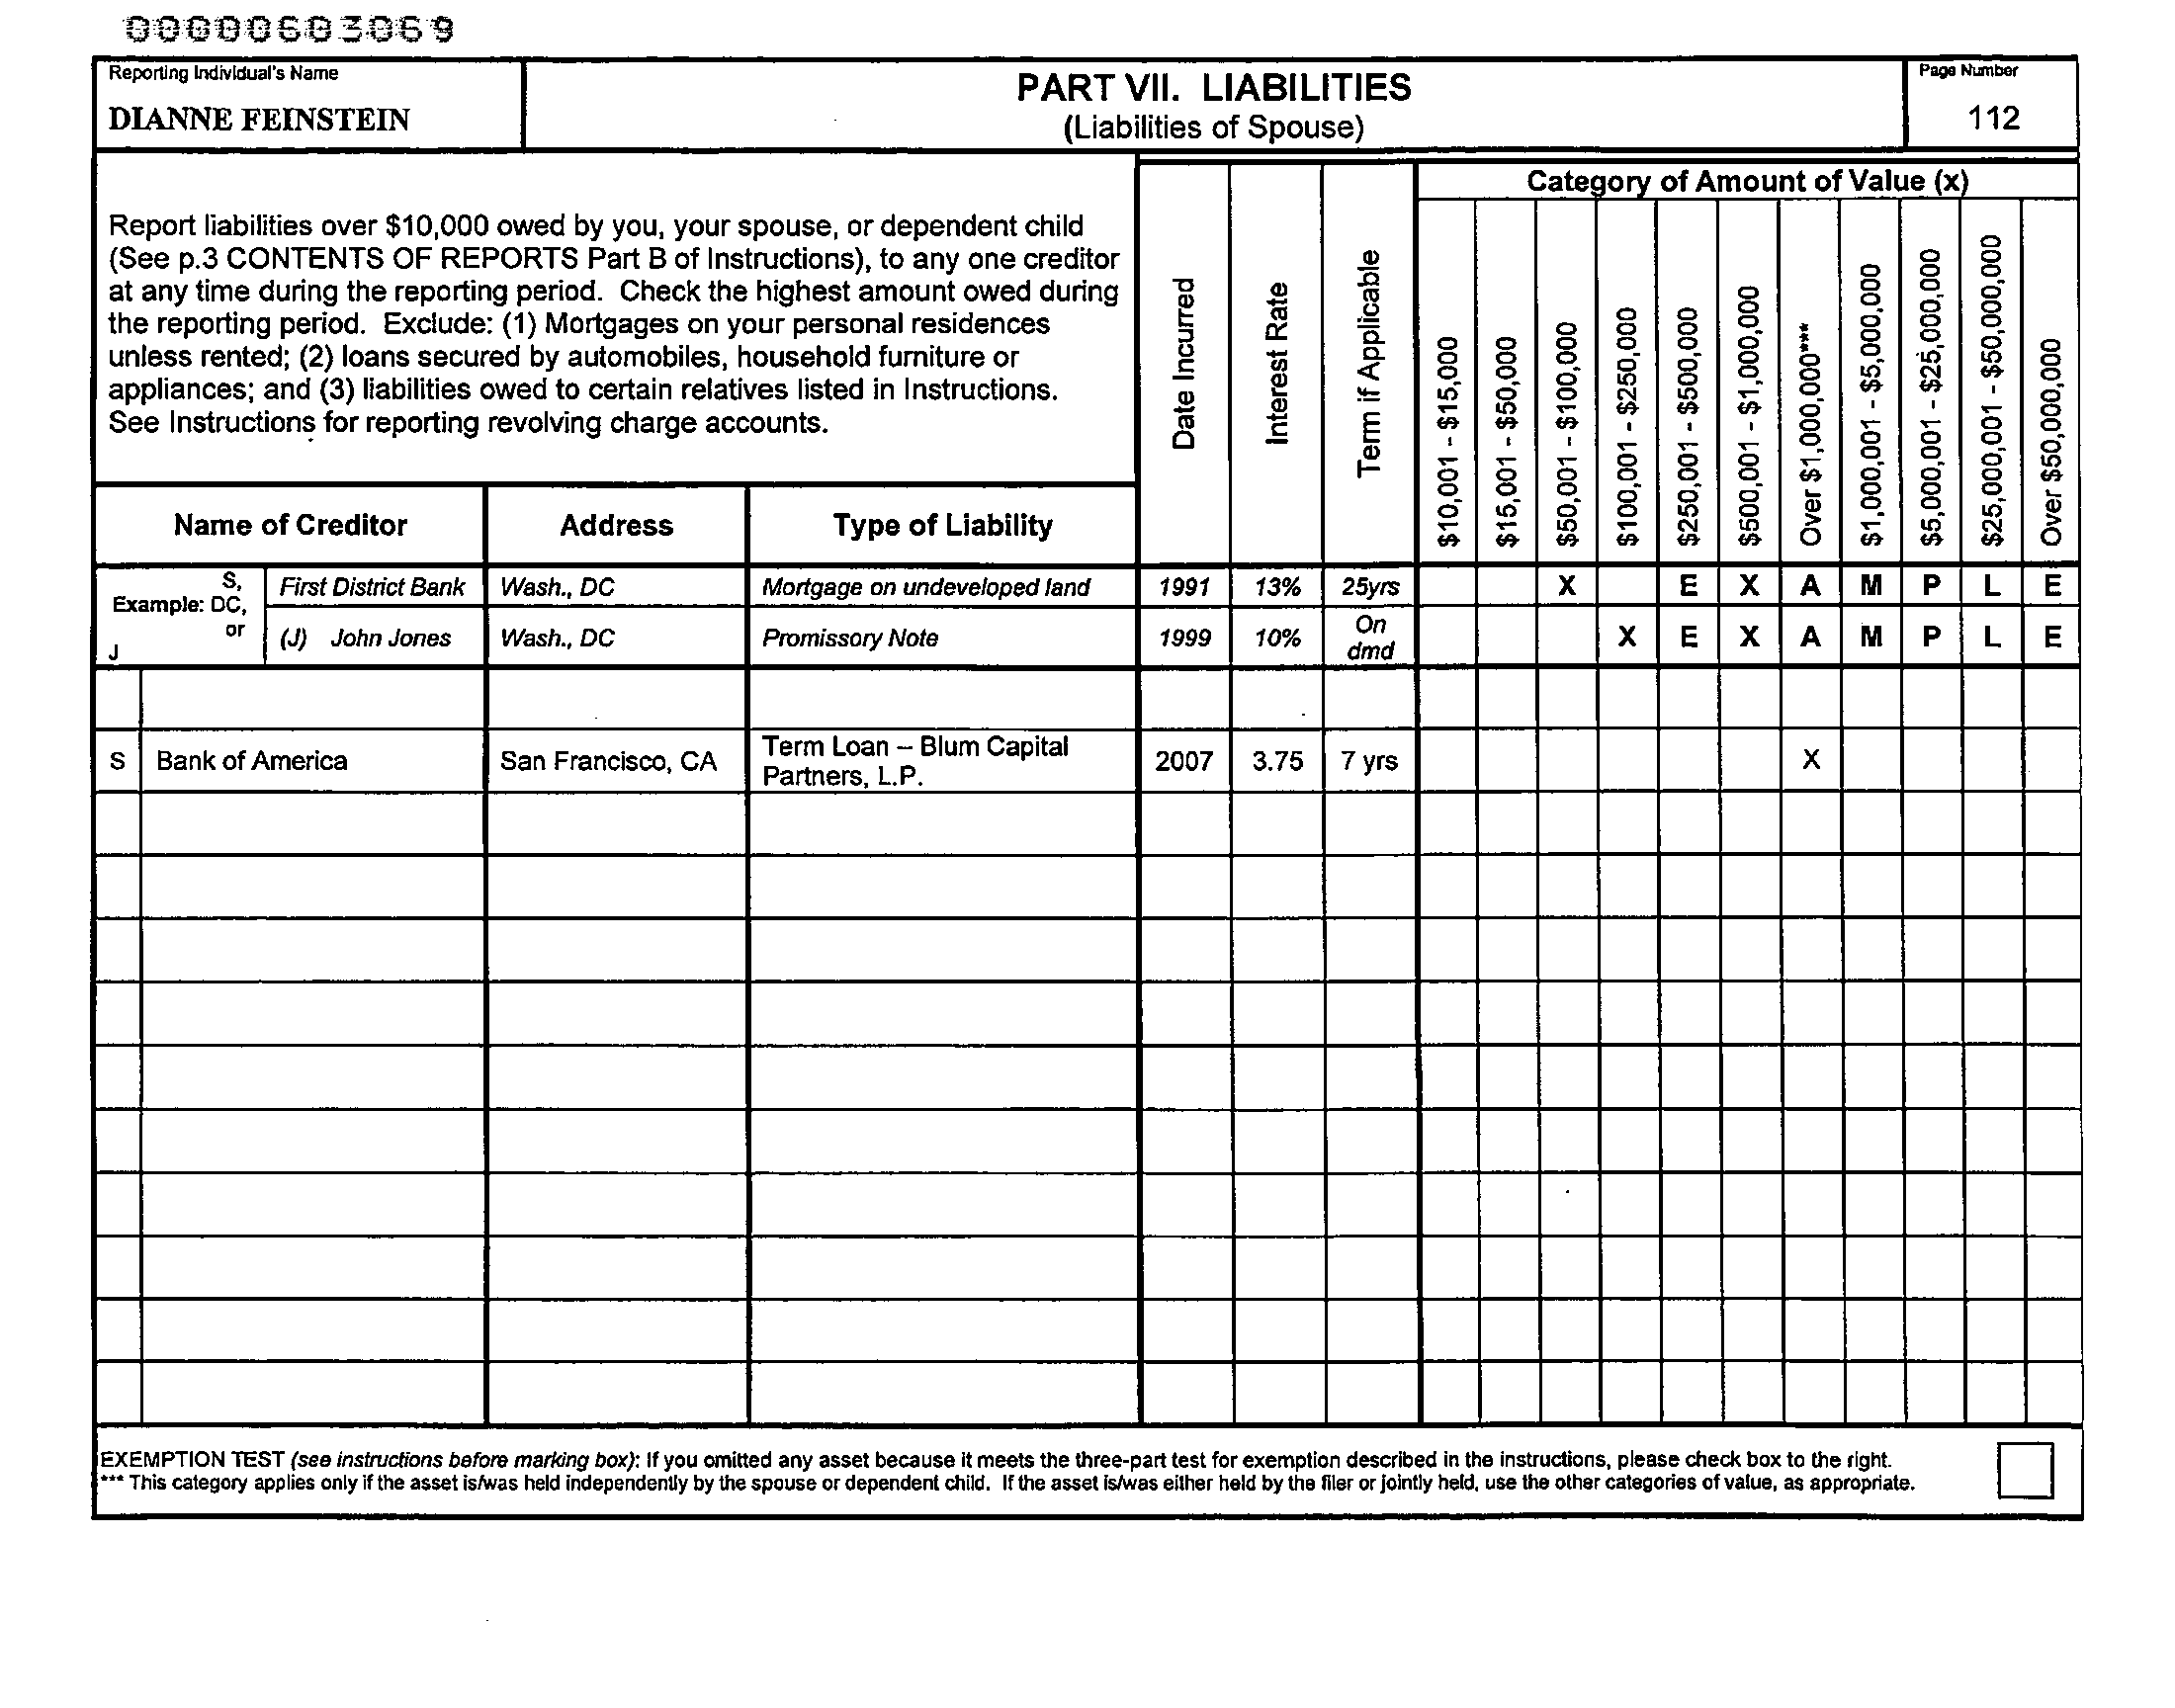 00000603069
Reporting Individual's Name
DIANNE FEINSTEIN
PART VII. LIABILITIES
(Liabilities of Spouse)
Page Number
112
Report liabilities over $10,000 owed by you, your spouse, or dependent child
(See p.3 CONTENTS OF REPORTS Part B of Instructions), to any one creditor
at any time during the reporting period. Check the highest amount owed during
the reporting period. Exclude: (1) Mortgages on your personal residences
unless rented; (2) loans secured by automobiles, household furniture or
appliances; and (3) liabilities owed to certain relatives listed in Instructions.
See Instructions for reporting revolving charge accounts.
Date Incurred
Interest Rate
Term if Applicable
Category of Amount of Value (x)
$10,001 - $15,000
$15,001 - $50,000
$50,001 - $100,000
$100,001 - $250,000
$250,001 - $500,000
$500,001 - $1,000,000
Over $1,000,000***
$1,000,001 - $5,000,000
$5,000,001 - $25,000,000
$25,000,001 - $50,000,000
Over $50,000,000
Name of Creditor Address Type of Liability
Example: S,
DC,
or
J
First District Bank Wash., DC Mortgage on undeveloped land 1991 13% 25yrs X E X A M P L E
(J) John Jones Wash., DC Promissory Note 1999 10% On dmd X E X A M P L E
S Bank of America San Francisco, CA Term Loan – Blum Capital Partners, L.P. 2007 3.75 7 yrs X
EXEMPTION TEST (see instructions before marking box): If you omitted any asset because it meets the three-part test for exemption described in the instructions, please check box to the right.
*** This category applies only if the asset is/was held independently by the spouse or dependent child. If the asset is/was either held by the filer or jointly held, use the other categories of value, as appropriate.